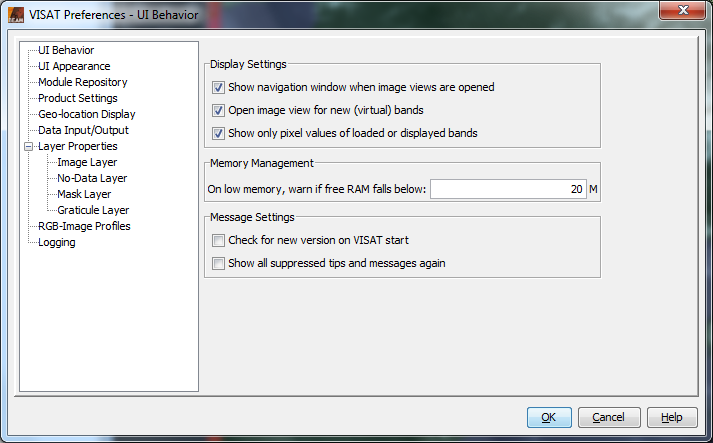 VISAT Preferences - UI Behavior
UI Behavior
UI Appearance
Module Repository
Product Settings
Geo-location Display
Data Input/Output
Layer Properties
Image Layer
No-Data Layer
Mask Layer
Graticule Layer
RGB-Image Profiles
Logging
Display Settings
Show navigation window when image views are opened
Open image view for new (virtual) bands
Show only pixel values of loaded or displayed bands
Memory Management
On low memory, warn if free RAM falls below: 20 M
Message Settings
Check for new version on VISAT start
Show all suppressed tips and messages again
OK Cancel Help